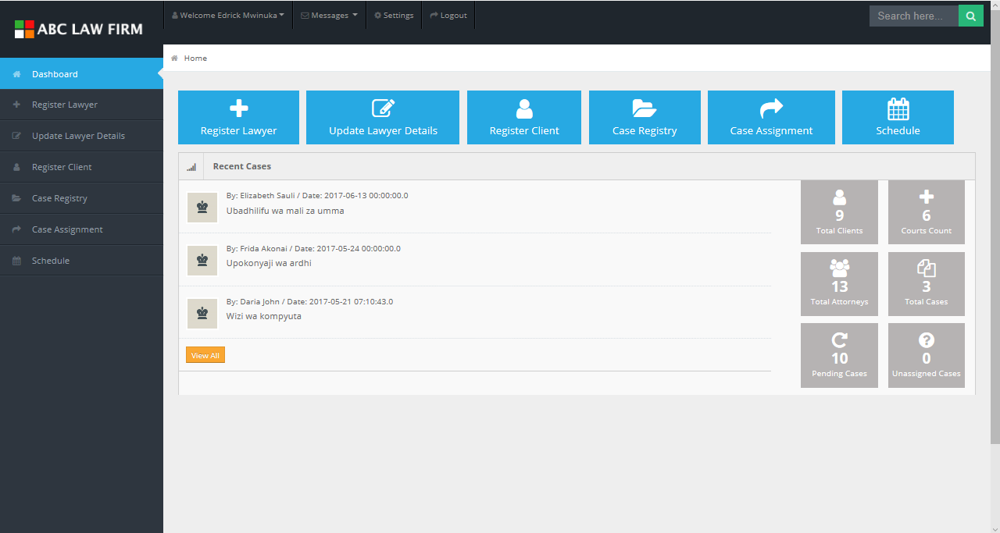 ABC LAW FIRM
Welcome Edrick Mwinuka
Messages
Settings
Logout
Search here...
Home
Dashboard
Register Lawyer
Update Lawyer Details
Register Client
Case Registry
Case Assignment
Schedule
Register Lawyer
Update Lawyer Details
Register Client
Case Registry
Case Assignment
Schedule
Recent Cases
By: Elizabeth Sauli / Date: 2017-06-13 00:00:00.0
Ubadhilifu wa mali za umma
By: Frida Akonai / Date: 2017-05-24 00:00:00.0
Upokonyaji wa ardhi
By: Daria John / Date: 2017-05-21 07:10:43.0
Wizi wa kompyuta
View All
9
Total Clients
6
Courts Count
13
Total Attorneys
3
Total Cases
10
Pending Cases
0
Unassigned Cases